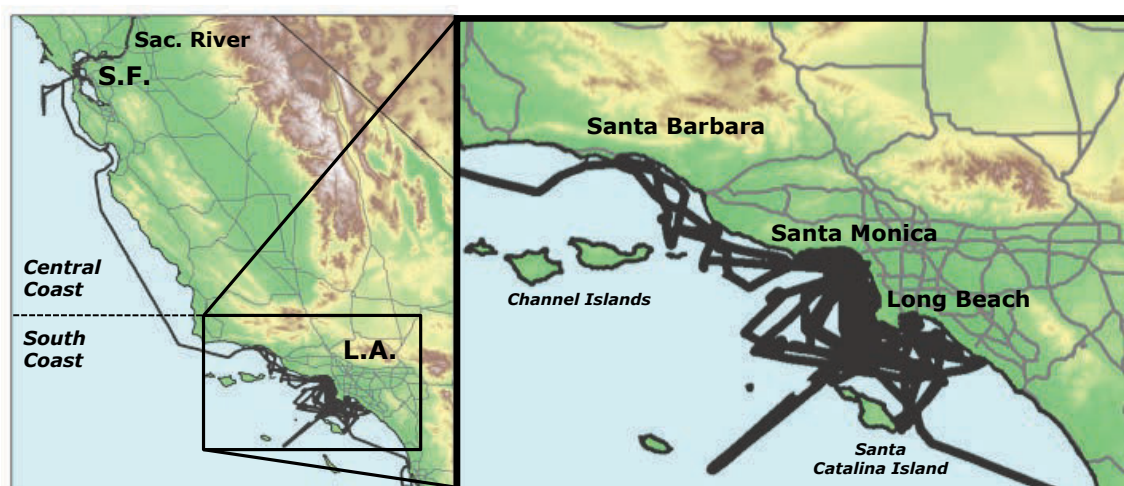 Sac. River
S.F.
Central
Coast
South
Coast
L.A.
Santa Barbara
Santa Monica
Channel Islands
Long Beach
Santa
Catalina Island